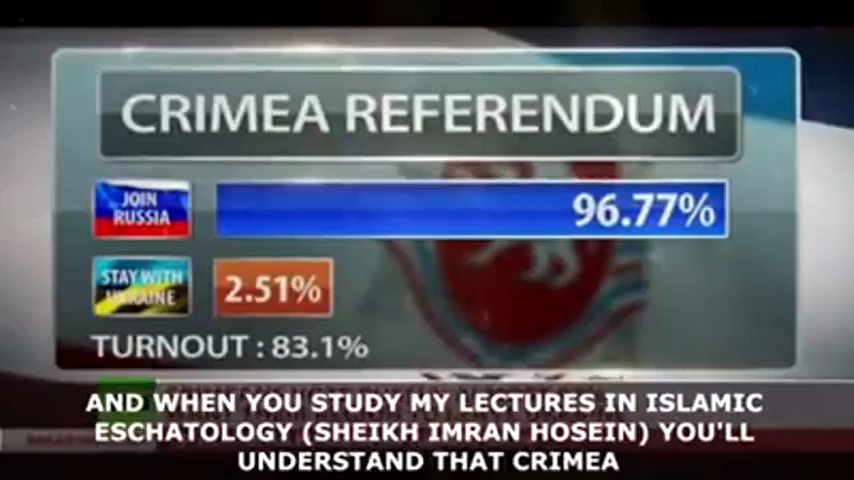 CRIMEA REFERENDUM
JOIN
RUSSIA
96.77%
STAY WITH
UKRAINE
2.51%
TURNOUT : 83.1%
AND WHEN YOU STUDY MY LECTURES IN ISLAMIC
ESCHATOLOGY (SHEIKH IMRAN HOSEIN) YOU'LL
UNDERSTAND THAT CRIMEA